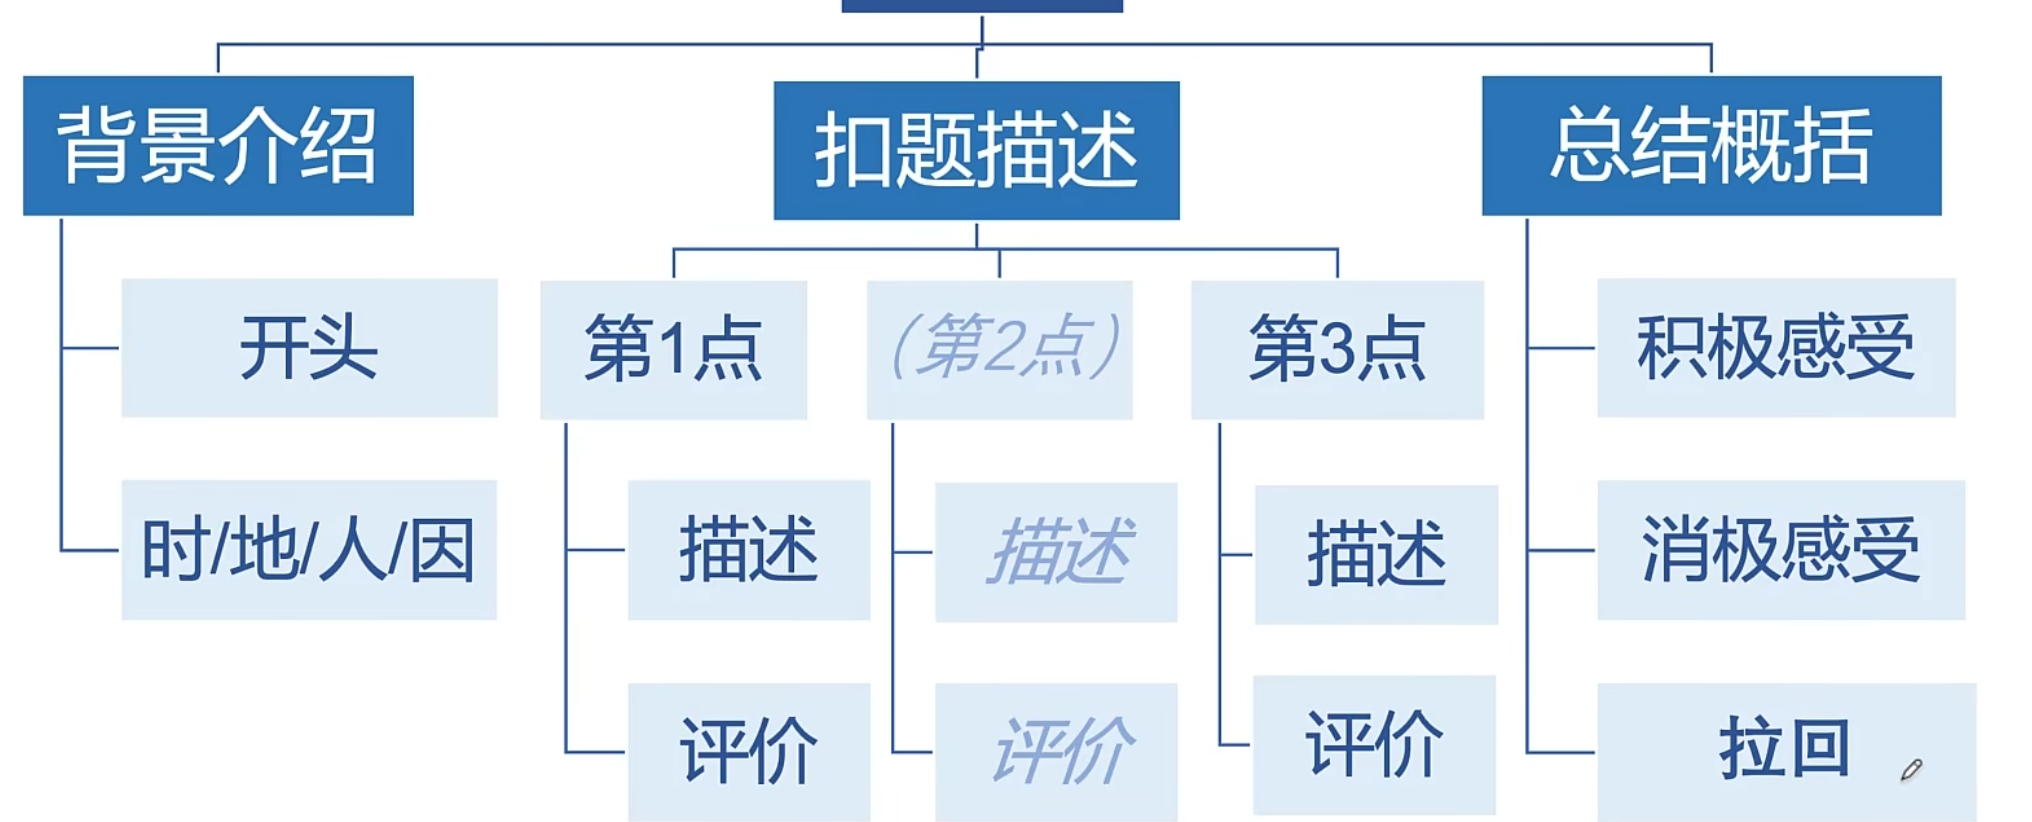 背景介绍
扣题描述
总结概括
开头
第1点
（第2点）
第3点
积极感受
时/地/人/因
描述
描述
描述
消极感受
评价
评价
评价
拉回